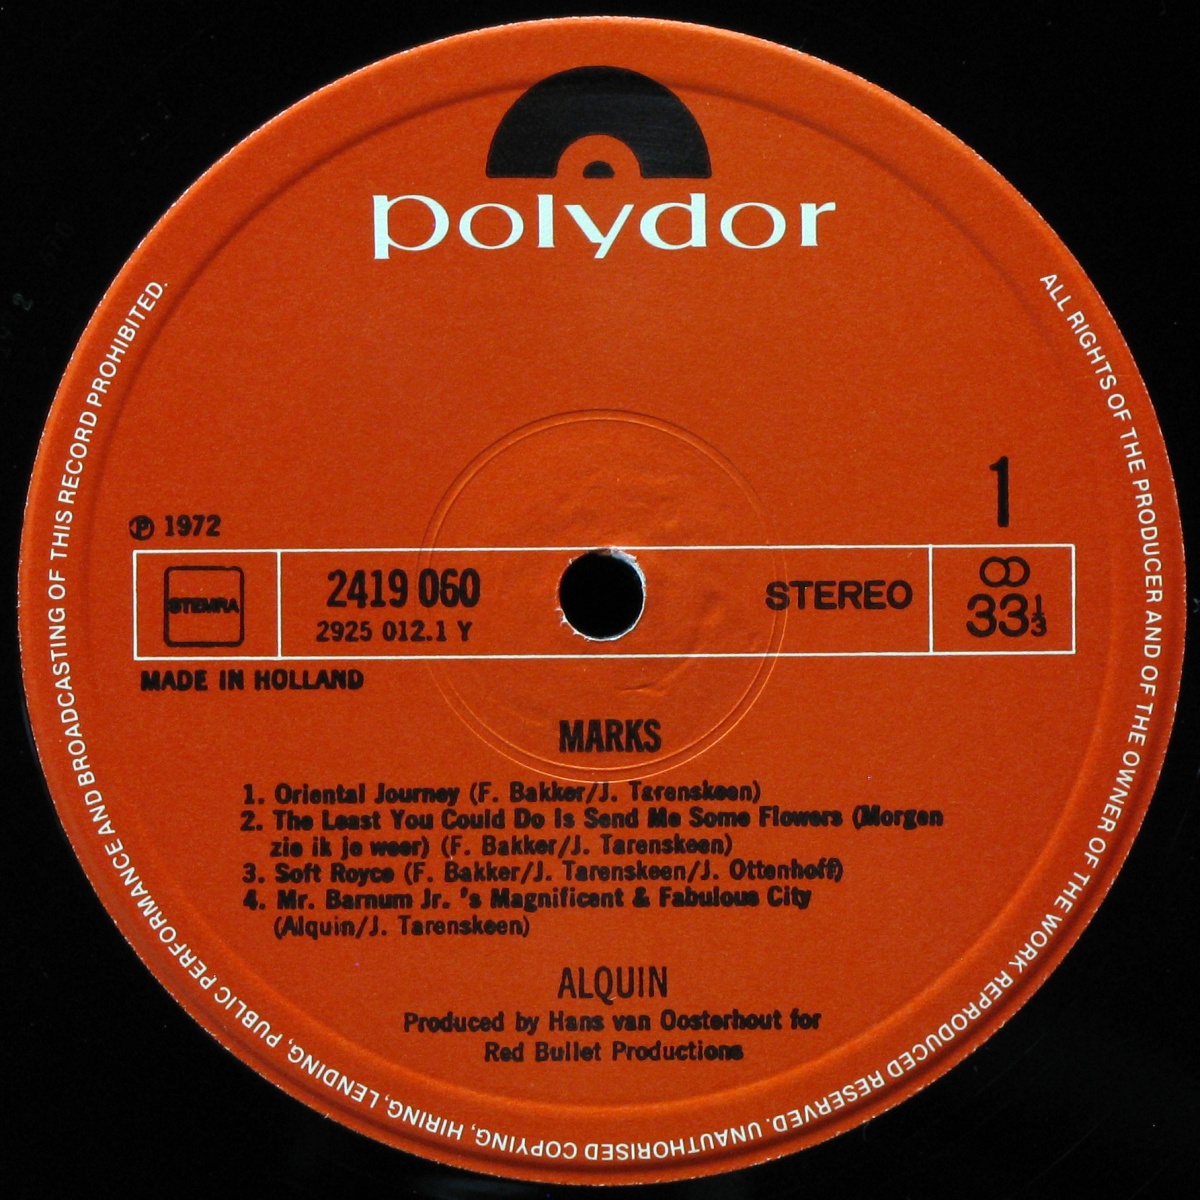 polydor
ALL RIGHTS OF THE PRODUCER AND OF THE OWNER OF THE WORK REPRODUCED RESERVED. UNAUTHORISED COPYING, HIRING, LENDING, PUBLIC PERFORMANCE AND BROADCASTING OF THIS RECORD PROHIBITED.
1
℗ 1972
STEMRA
2419 060
2925 012.1 Y
STEREO
33 1/3
MADE IN HOLLAND
MARKS
1. Oriental Journey (F. Bakker/J. Tarenskeen)
2. The Least You Could Do Is Send Me Some Flowers (Morgen
zie ik je weer) (F. Bakker/J. Tarenskeen)
3. Soft Royce (F. Bakker/J. Tarenskeen/J. Ottenhoff)
4. Mr. Barnum Jr. 's Magnificent & Fabulous City
(Alquin/J. Tarenskeen)
ALQUIN
Produced by Hans van Oosterhout for
Red Bullet Productions